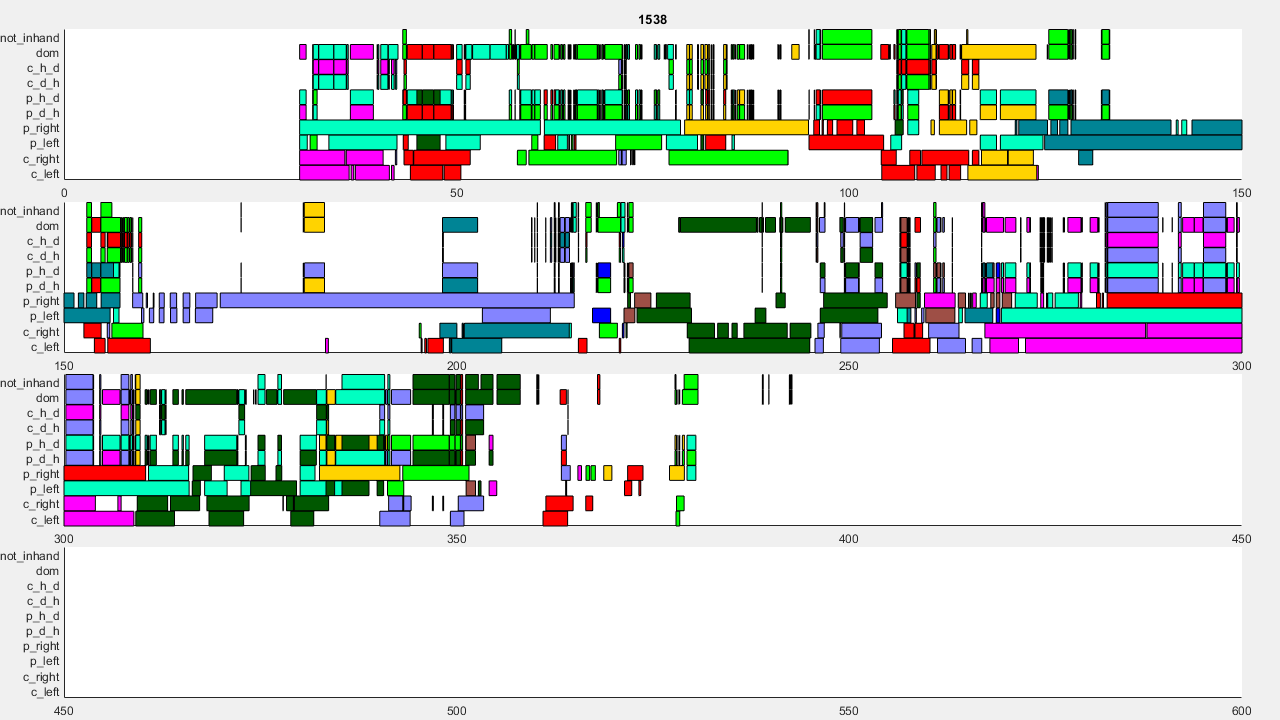 1538
not_inhand
dom
c_h_d
c_d_h
p_h_d
p_d_h
p_right
p_left
c_right
c_left
0 50 100 150
not_inhand
dom
c_h_d
c_d_h
p_h_d
p_d_h
p_right
p_left
c_right
c_left
150 200 250 300
not_inhand
dom
c_h_d
c_d_h
p_h_d
p_d_h
p_right
p_left
c_right
c_left
300 350 400 450
not_inhand
dom
c_h_d
c_d_h
p_h_d
p_d_h
p_right
p_left
c_right
c_left
450 500 550 600